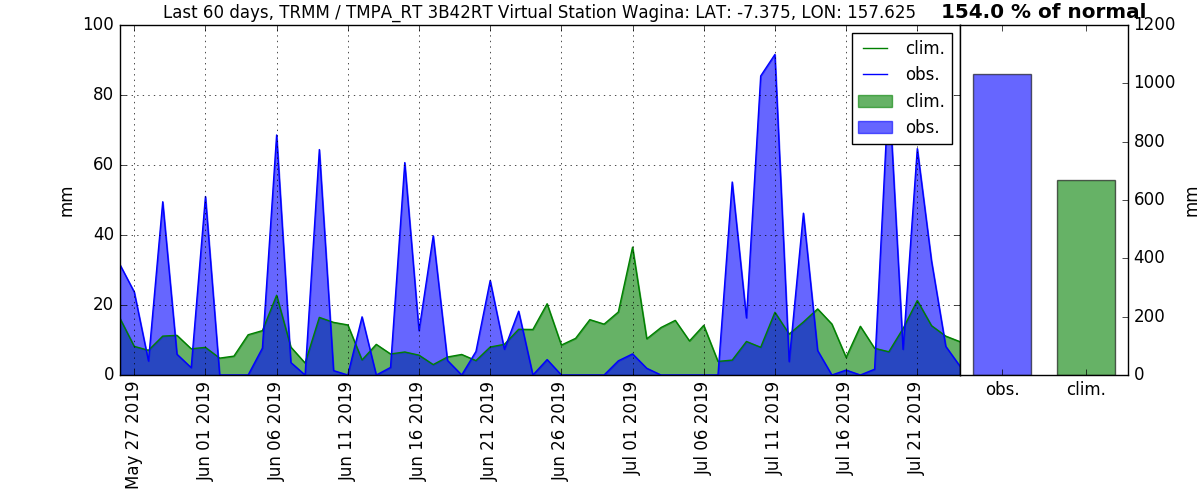 Last 60 days, TRMM / TMPA_RT 3B42RT Virtual Station Wagina: LAT: -7.375, LON: 157.625
154.0 % of normal
100
80
60
40
20
0
mm
clim.
obs.
clim.
obs.
May 27 2019
Jun 01 2019
Jun 06 2019
Jun 11 2019
Jun 16 2019
Jun 21 2019
Jun 26 2019
Jul 01 2019
Jul 06 2019
Jul 11 2019
Jul 16 2019
Jul 21 2019
1200
1000
800
600
400
200
0
mm
obs.
clim.